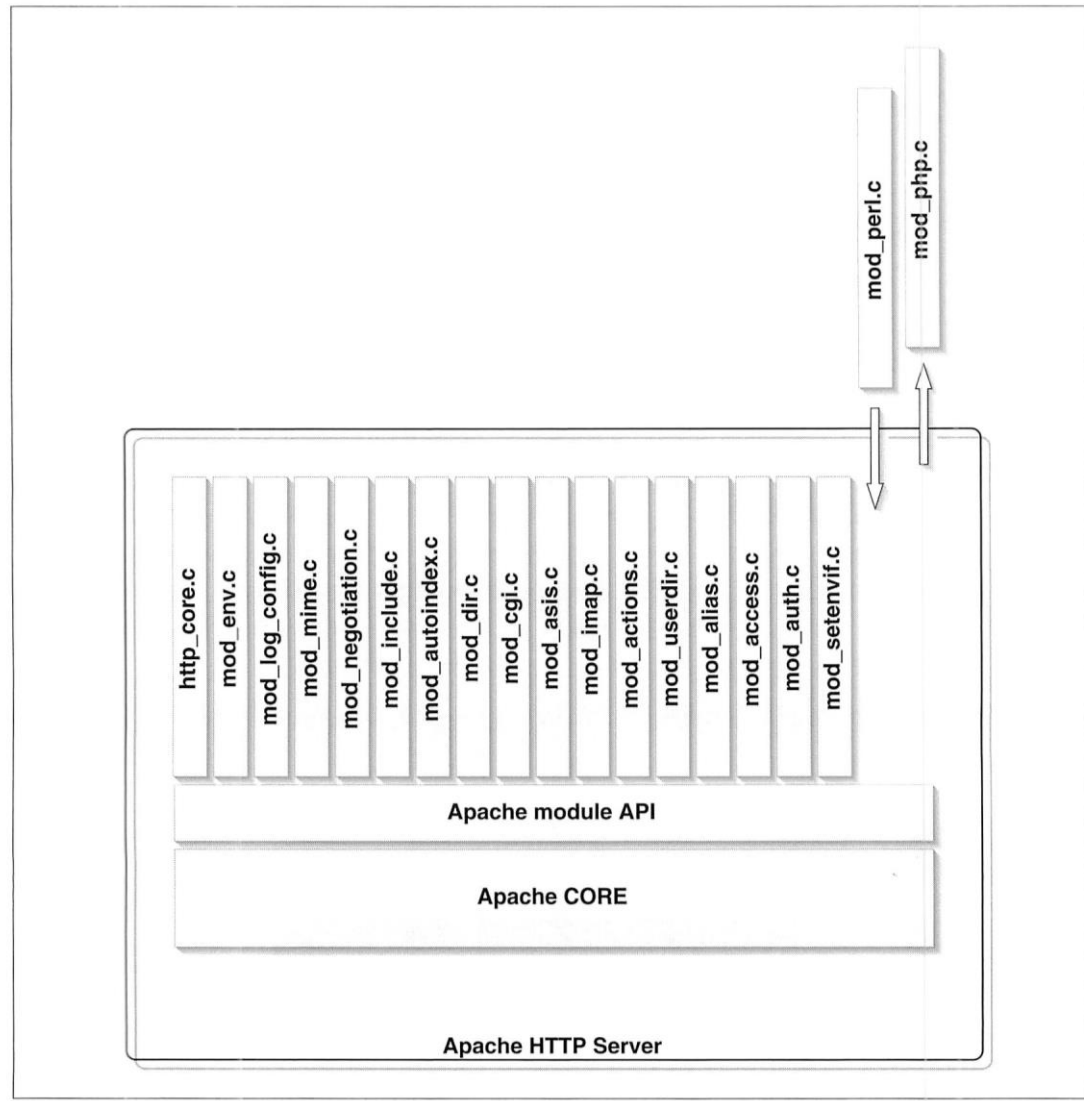 mod_perl.c
mod_php.c
http_core.c
mod_env.c
mod_log_config.c
mod_mime.c
mod_negotiation.c
mod_include.c
mod_autoindex.c
mod_dir.c
mod_cgi.c
mod_asis.c
mod_imap.c
mod_actions.c
mod_userdir.c
mod_alias.c
mod_access.c
mod_auth.c
mod_setenvif.c
Apache module API
Apache CORE
Apache HTTP Server